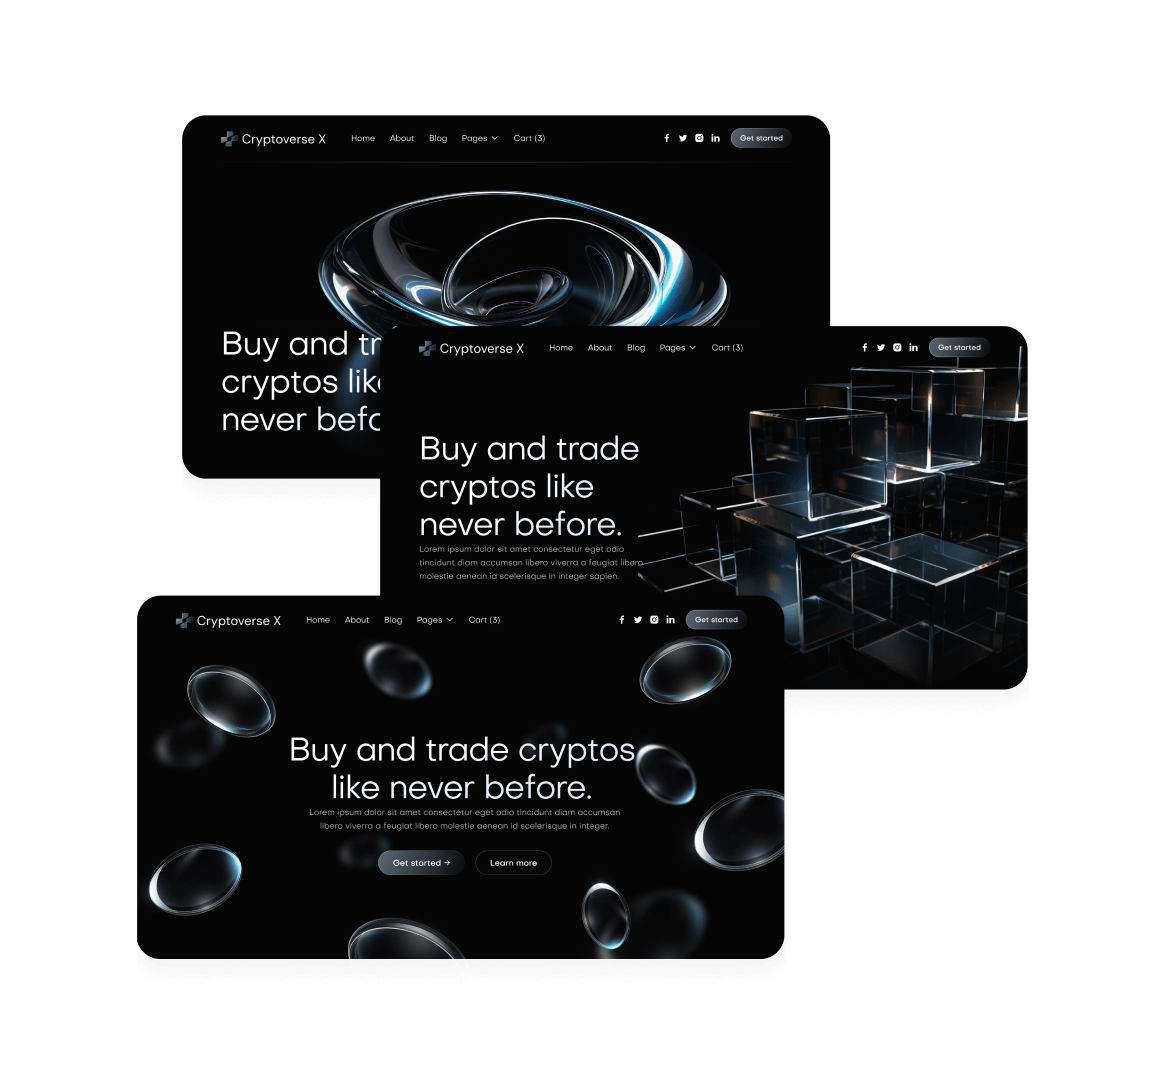 Cryptoverse X Home About Blog Pages Cart (3) Get started
Buy and tr
cryptos lik
never befo
Cryptoverse X Home About Blog Pages Cart (3) Get started
Buy and trade
cryptos like
never before.
Lorem ipsum dolor sit amet consectetur eget odio
tincidunt diam accumsan libero viverra a feugiat libero
molestie aenean id scelerisque in integer sapien.
Cryptoverse X Home About Blog Pages Cart (3) Get started
Buy and trade cryptos
like never before.
Lorem ipsum dolor sit amet consectetur eget odio tincidunt diam accumsan
libero viverra a feugiat libero molestie aenean id scelerisque in integer.
Get started → Learn more